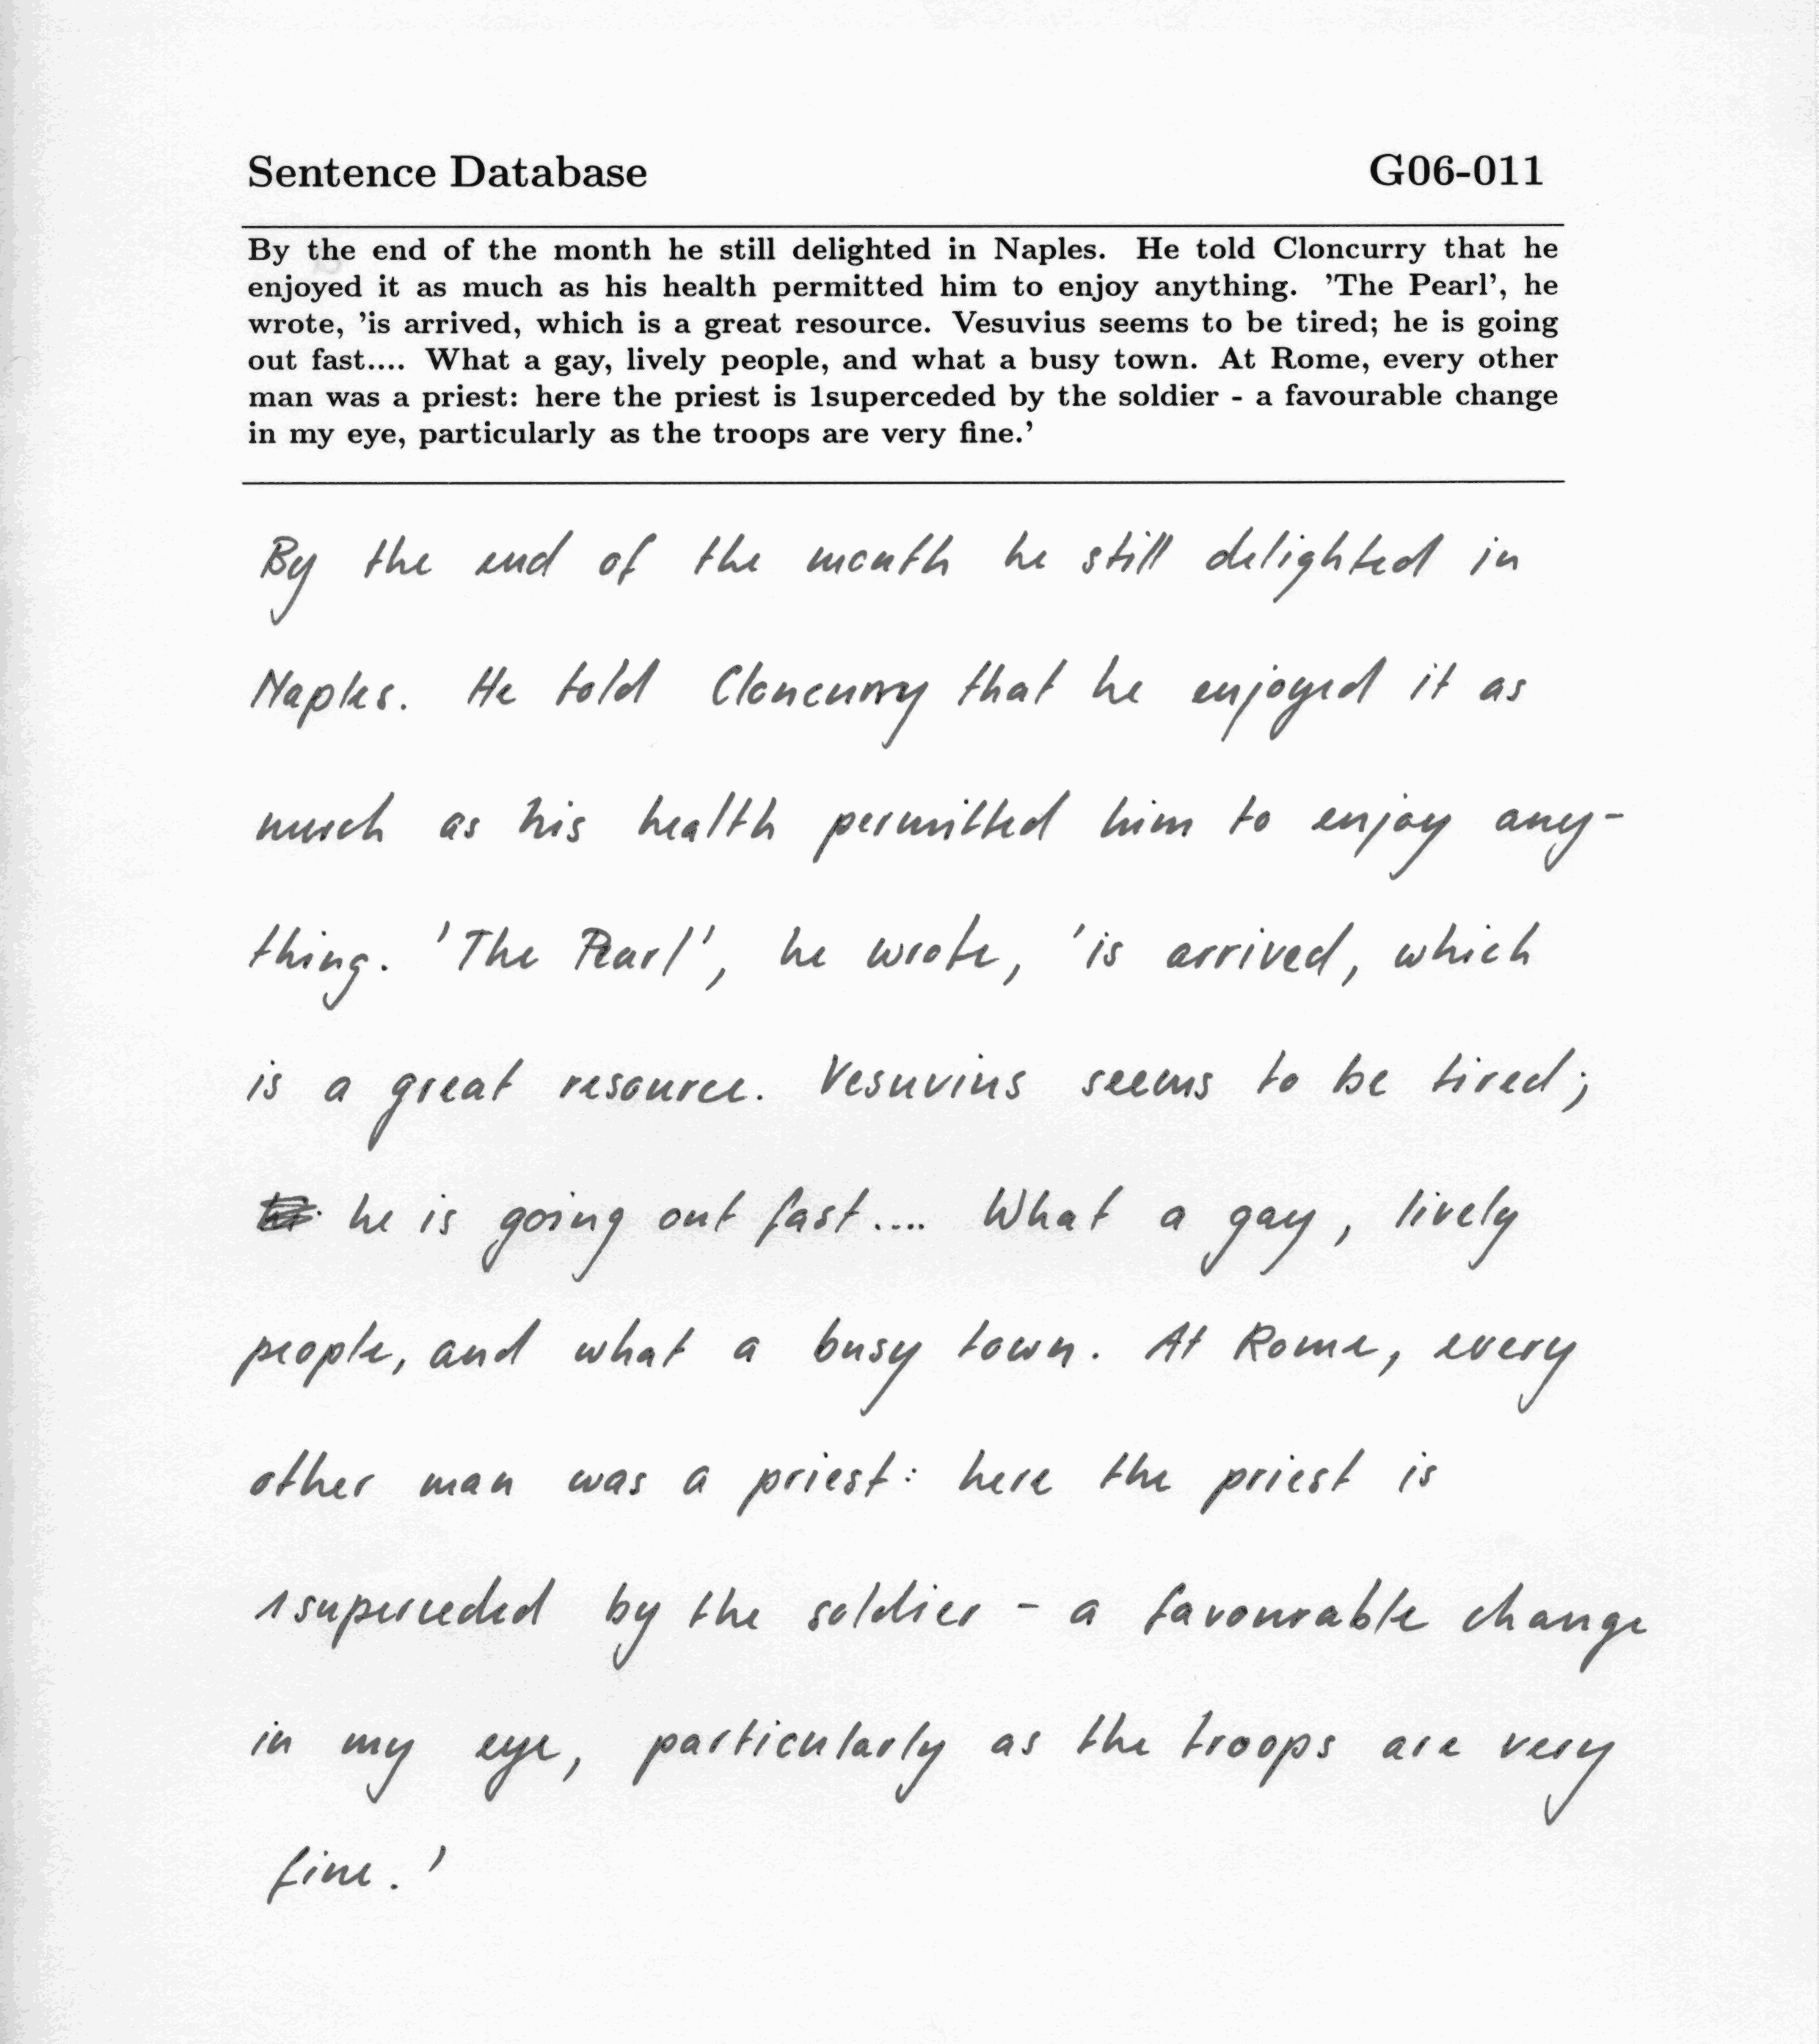 Sentence Database G06-011
By the end of the month he still delighted in Naples. He told Cloncurry that he
enjoyed it as much as his health permitted him to enjoy anything. 'The Pearl', he
wrote, 'is arrived, which is a great resource. Vesuvius seems to be tired; he is going
out fast.... What a gay, lively people, and what a busy town. At Rome, every other
man was a priest: here the priest is 1superceded by the soldier - a favourable change
in my eye, particularly as the troops are very fine.'
By the end of the month he still delighted in
Naples. He told Cloncurry that he enjoyed it as
much as his health permitted him to enjoy any-
thing. 'The Pearl', he wrote, 'is arrived, which
is a great resource. Vesuvius seems to be tired;
he is going out fast.... What a gay, lively
people, and what a busy town. At Rome, every
other man was a priest: here the priest is
1superceded by the soldier - a favourable change
in my eye, particularly as the troops are very
fine.'